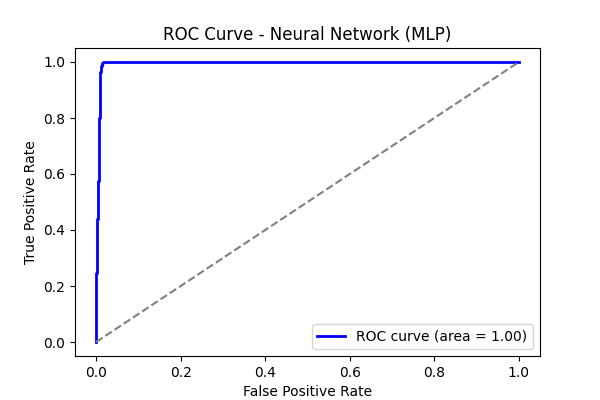 ROC Curve - Neural Network (MLP)
1.0
0.8
0.6
0.4
0.2
0.0
True Positive Rate
ROC curve (area = 1.00)
0.0 0.2 0.4 0.6 0.8 1.0
False Positive Rate